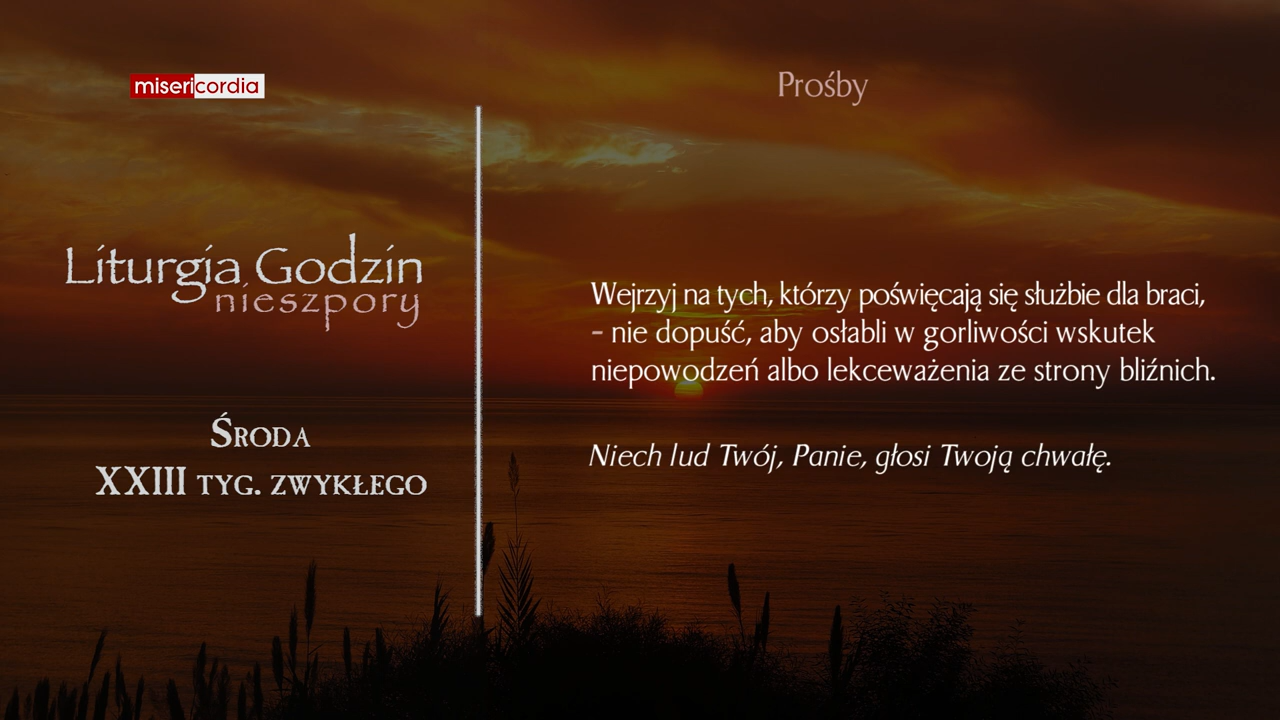 misericordia
Liturgia Godzin
nieszpory
Środa
XXIII tyg. zwykłego
Prośby
Wejrzyj na tych, którzy poświęcają się służbie dla braci,
- nie dopuść, aby osłabli w gorliwości wskutek
niepowodzeń albo lekceważenia ze strony bliźnich.
Niech lud Twój, Panie, głosi Twoją chwałę.